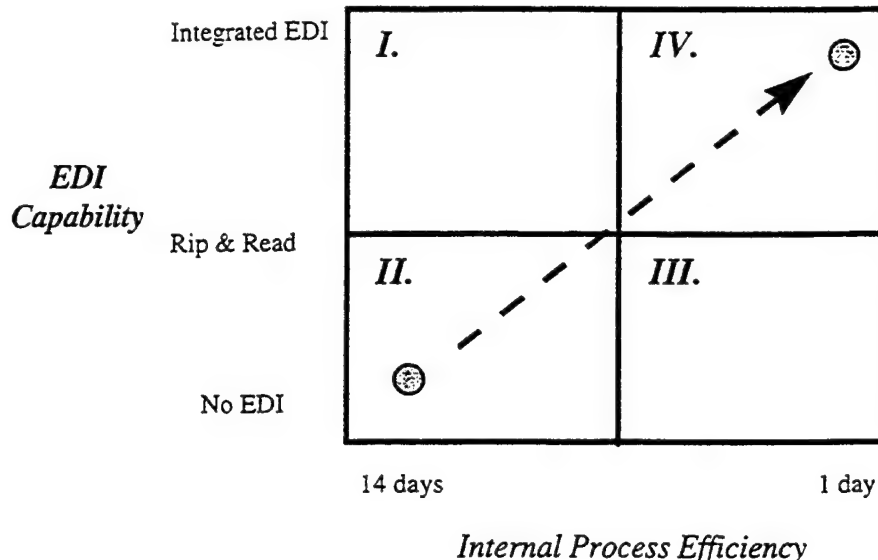 Integrated EDI
I.
IV.
EDI
Capability
Rip & Read
II.
III.
No EDI
14 days
1 day
Internal Process Efficiency